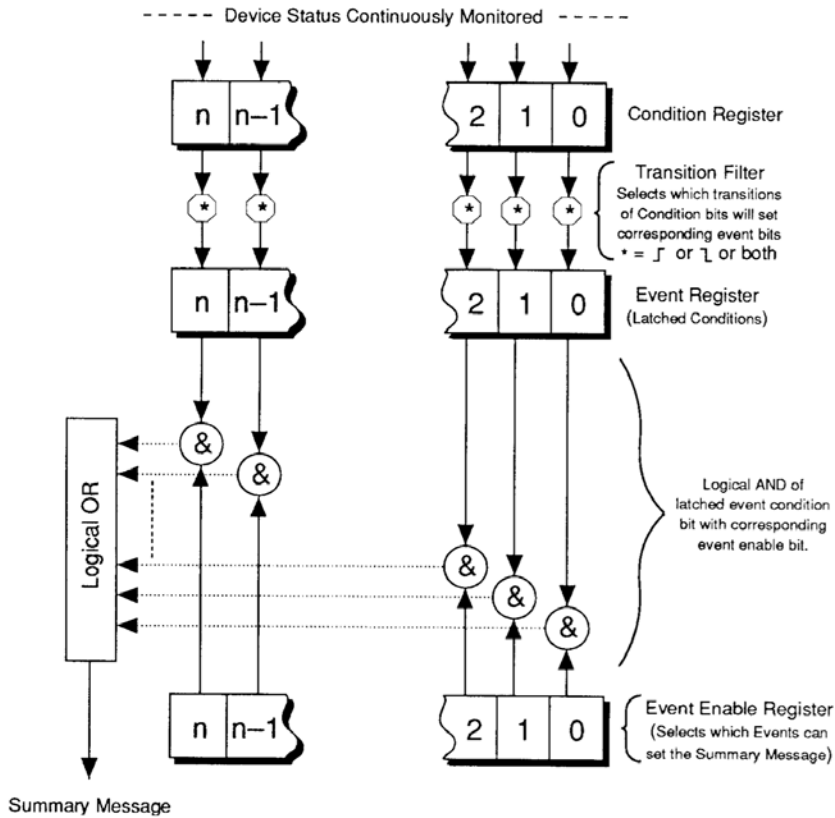 Device Status Continuously Monitored
n n–1 2 1 0
Condition Register
Transition Filter
Selects which transitions
of Condition bits will set
corresponding event bits
* = ⎍ or ʅ or both
* * * * *
n n–1 2 1 0
Event Register
(Latched Conditions)
&
&
Logical OR
Logical AND of
latched event condition
bit with corresponding
event enable bit.
&
&
&
n n–1 2 1 0
Event Enable Register
(Selects which Events can
set the Summary Message)
Summary Message